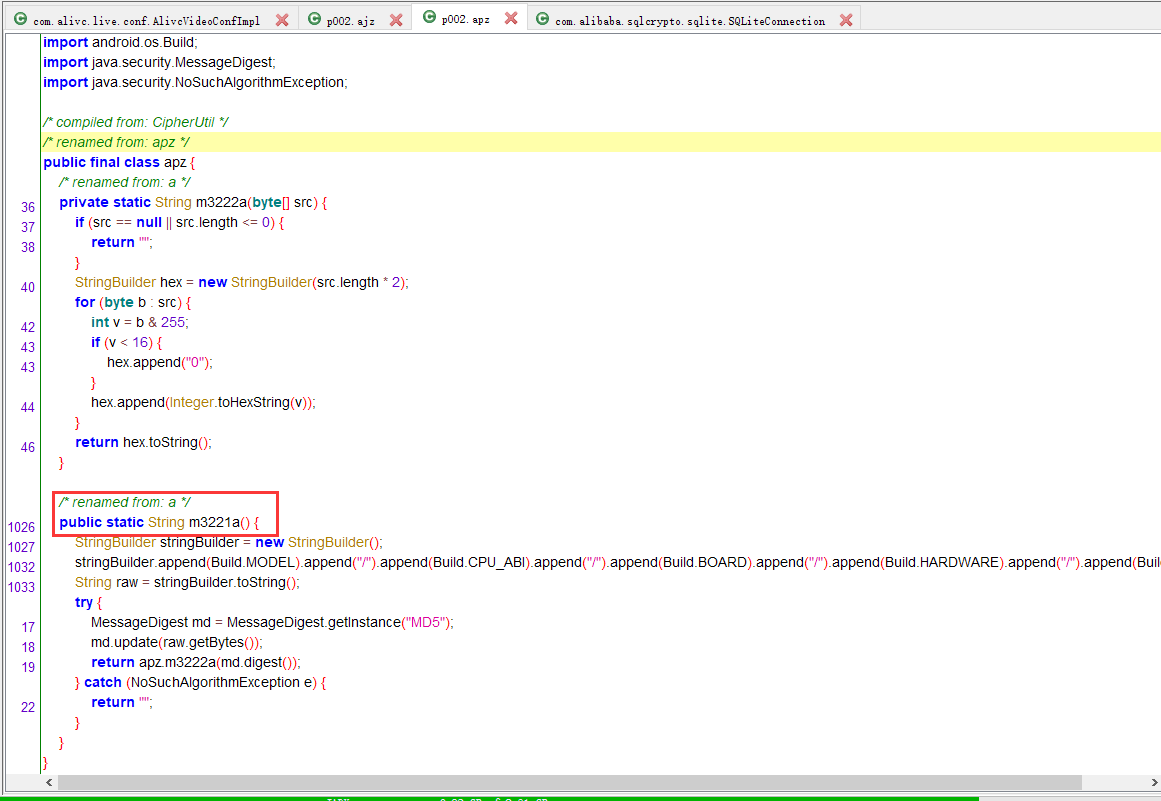 com.alivc.live.conf.AlivcVideoConfImpl p002.ajz p002.apz com.alibaba.sqlcrypto.sqlite.SQLiteConnection
import android.os.Build;
import java.security.MessageDigest;
import java.security.NoSuchAlgorithmException;
/* compiled from: CipherUtil */
/* renamed from: apz */
public final class apz {
/* renamed from: a */
36 private static String m3222a(byte[] src) {
37 if (src == null || src.length <= 0) {
38 return "";
}
40 StringBuilder hex = new StringBuilder(src.length * 2);
for (byte b : src) {
42 int v = b & 255;
43 if (v < 16) {
43 hex.append("0");
}
44 hex.append(Integer.toHexString(v));
}
46 return hex.toString();
}
/* renamed from: a */
1026 public static String m3221a() {
1027 StringBuilder stringBuilder = new StringBuilder();
1032 stringBuilder.append(Build.MODEL).append("/").append(Build.CPU_ABI).append("/").append(Build.BOARD).append("/").append(Build.HARDWARE).append("/").append(Buil
1033 String raw = stringBuilder.toString();
try {
17 MessageDigest md = MessageDigest.getInstance("MD5");
18 md.update(raw.getBytes());
19 return apz.m3222a(md.digest());
} catch (NoSuchAlgorithmException e) {
22 return "";
}
}
}